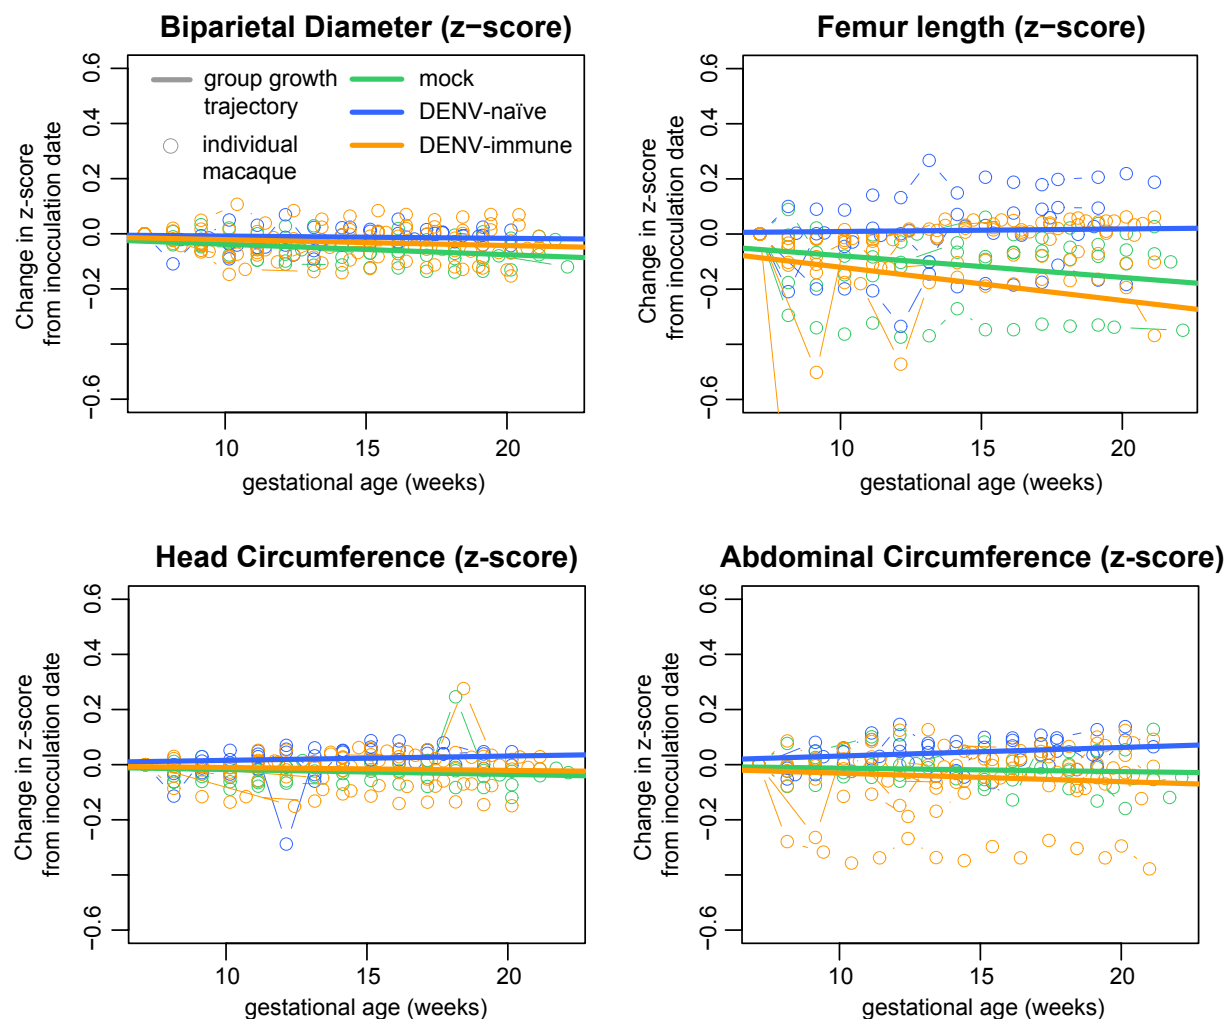 Biparietal Diameter (z−score)
Change in z-score
from inocculation date
0.6
0.4
0.2
0.0
−0.2
−0.6
group growth
trajectory
individual
macaque
mock
DENV-naïve
DENV-immune
10
15
20
gestational age (weeks)
Femur length (z−score)
Change in z-score
from inocculation date
0.6
0.4
0.2
0.0
−0.2
−0.6
10
15
20
gestational age (weeks)
Head Circumference (z-score)
Change in z-score
from inoculation date
0.6
0.4
0.2
0.0
−0.2
−0.6
10
15
20
gestational age (weeks)
Abdominal Circumference (z-score)
Change in z-score
from inoculation date
0.6
0.4
0.2
0.0
−0.2
−0.6
10
15
20
gestational age (weeks)